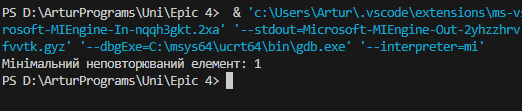 PS D:\ArturPrograms\Uni\Epic 4>  & 'c:\Users\Artur\.vscode\extensions\ms-vs
rosoft-MIEngine-In-nqqh3gkt.2xa' '--stdout=Microsoft-MIEngine-Out-2yhzzhrv
fvvtk.gyz' '--dbgExe=C:\msys64\ucrt64\bin\gdb.exe' '--interpreter=mi'
Мінімальний неповторюваний елемент: 1
PS D:\ArturPrograms\Uni\Epic 4>